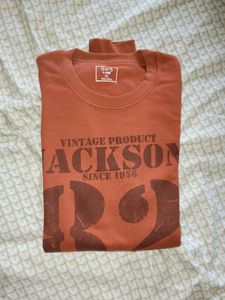 VINTAGE PRODUCT
JACKSON
SINCE 1956
82